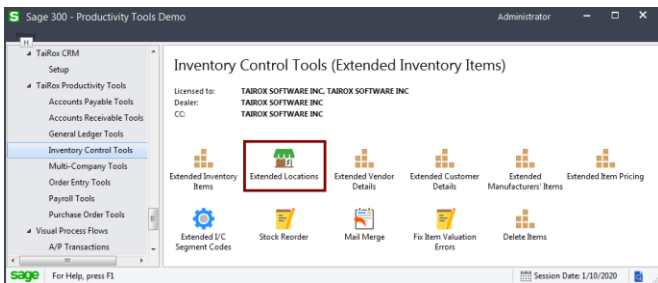 Sage 300 - Productivity Tools Demo
Administrator
Home
H
TaiRox CRM
Setup
TaiRox Productivity Tools
Accounts Payable Tools
Accounts Receivable Tools
General Ledger Tools
Inventory Control Tools
Multi-Company Tools
Order Entry Tools
Payroll Tools
Purchase Order Tools
Visual Process Flows
A/P Transactions
Inventory Control Tools (Extended Inventory Items)
Licensed to: TAIROX SOFTWARE INC, TAIROX SOFTWARE INC
Dealer: TAIROX SOFTWARE INC
CC: TAIROX SOFTWARE INC
Extended Inventory
Items
Extended Locations
Extended Vendor
Details
Extended Customer
Details
Extended
Manufacturers' Items
Extended Item Pricing
Extended I/C
Segment Codes
Stock Reorder
Mail Merge
Fix Item Valuation
Errors
Delete Items
sage For Help, press F1
Session Date: 1/10/2020